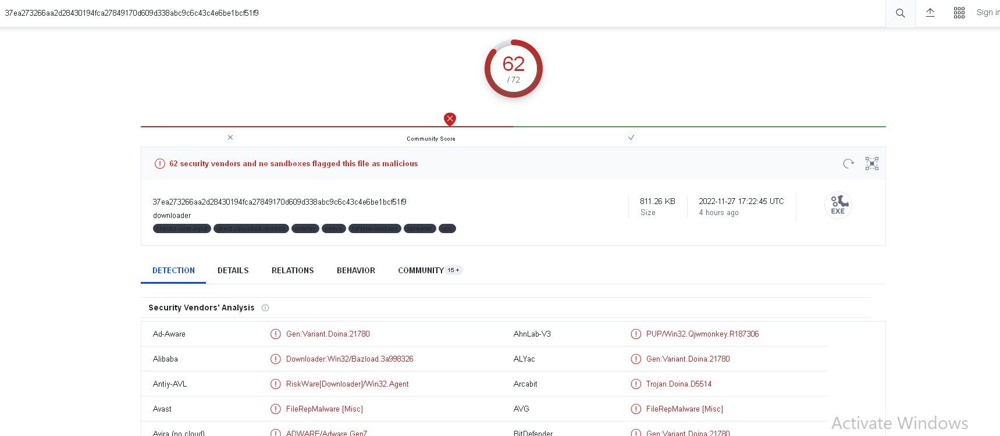 37ea273266aa2d28430194fca27849170d609d338abc9c6c43c4e6be1bcf51f9
Sign in
62
/ 72
Community Score
62 security vendors and no sandboxes flagged this file as malicious
37ea273266aa2d28430194fca27849170d609d338abc9c6c43c4e6be1bcf51f9
downloader
checks-user-input direct-cpu-clock-access overlay peexe runtime-modules spreader upx
811.26 KB
Size
2022-11-27 17:22:45 UTC
4 hours ago
EXE
DETECTION DETAILS RELATIONS BEHAVIOR COMMUNITY 15 +
Security Vendors' Analysis
Ad-Aware Gen:Variant.Doina.21780 AhnLab-V3 PUP/Win32.Qjwmonkey.R187306
Alibaba Downloader:Win32/Bazload.3a998326 ALYac Gen:Variant.Doina.21780
Antiy-AVL RiskWare[Downloader]/Win32.Agent Arcabit Trojan.Doina.D5514
Avast FileRepMalware [Misc] AVG FileRepMalware [Misc]
Avira (no cloud) ADWARE/Adware.Gen7 BitDefender Gen:Variant.Doina.21780
Activate Windows